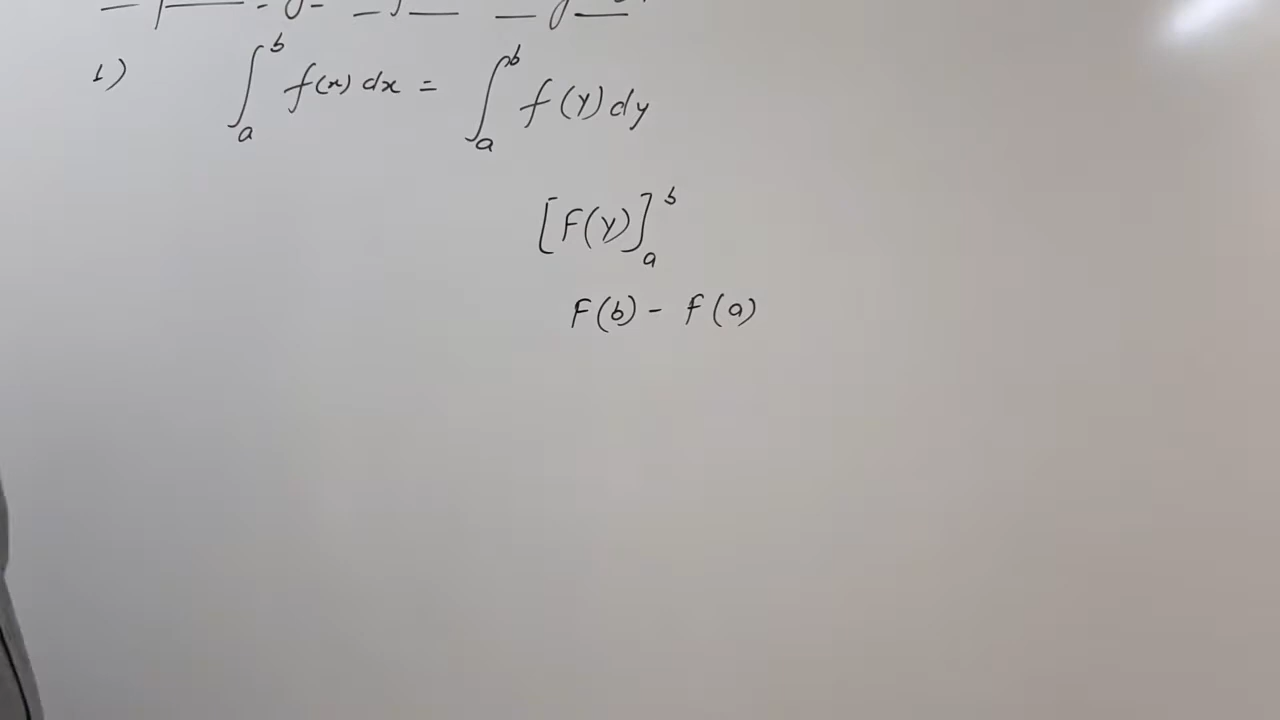 1) ∫_a^b f(x) dx = ∫_a^b f(y) dy
[F(y)]_a^b
F(b) - F(a)